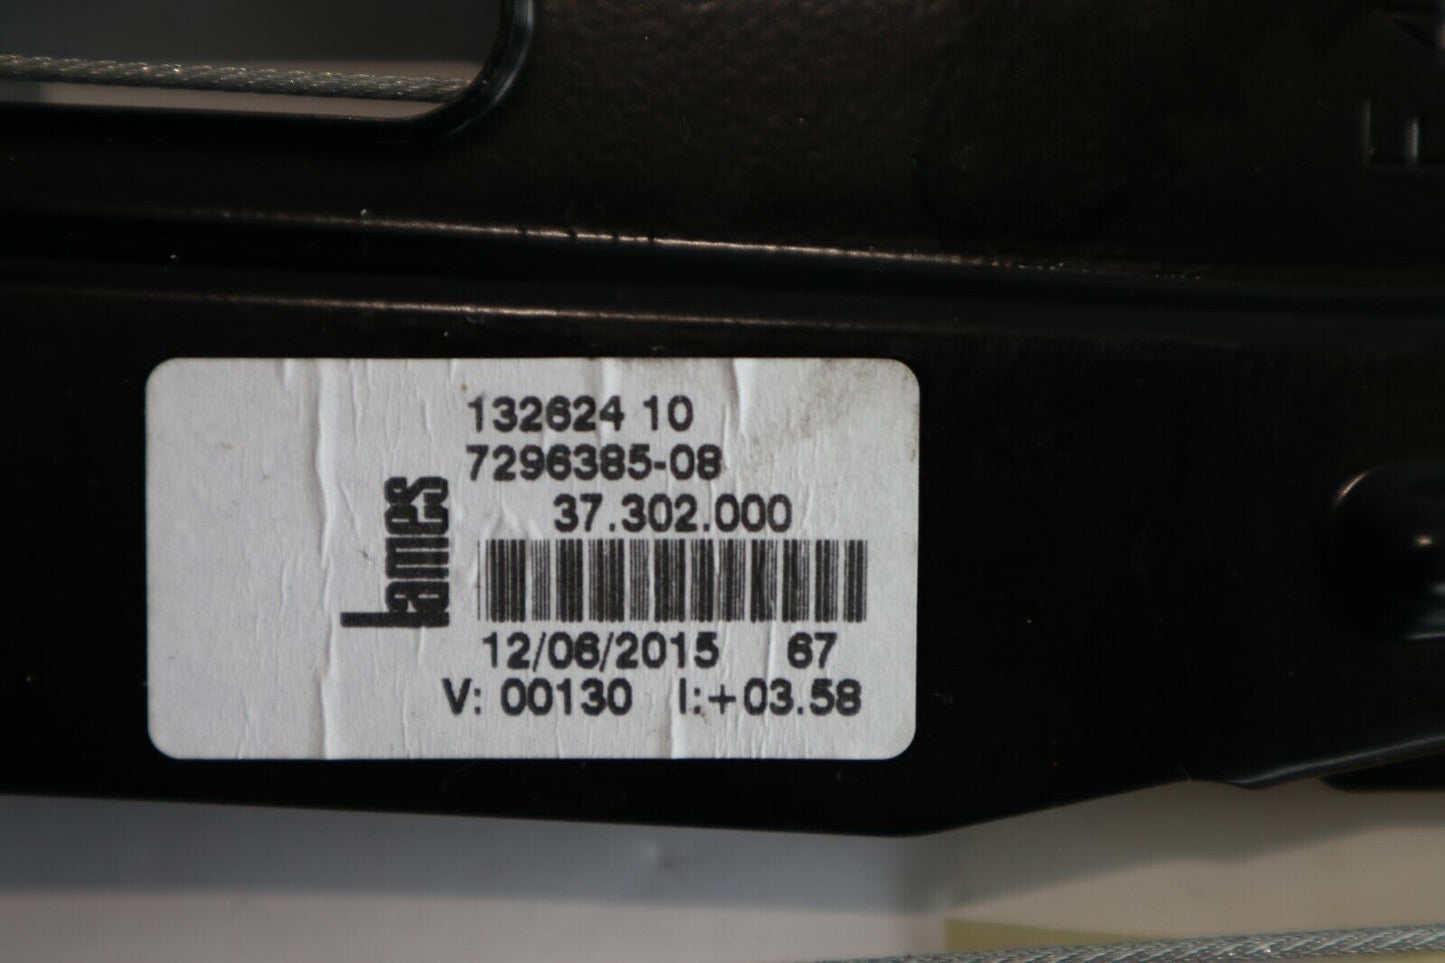 132624 10
7296385-08
37.302.000
Lames
12/06/2015 67
V: 00130 I:+03.58